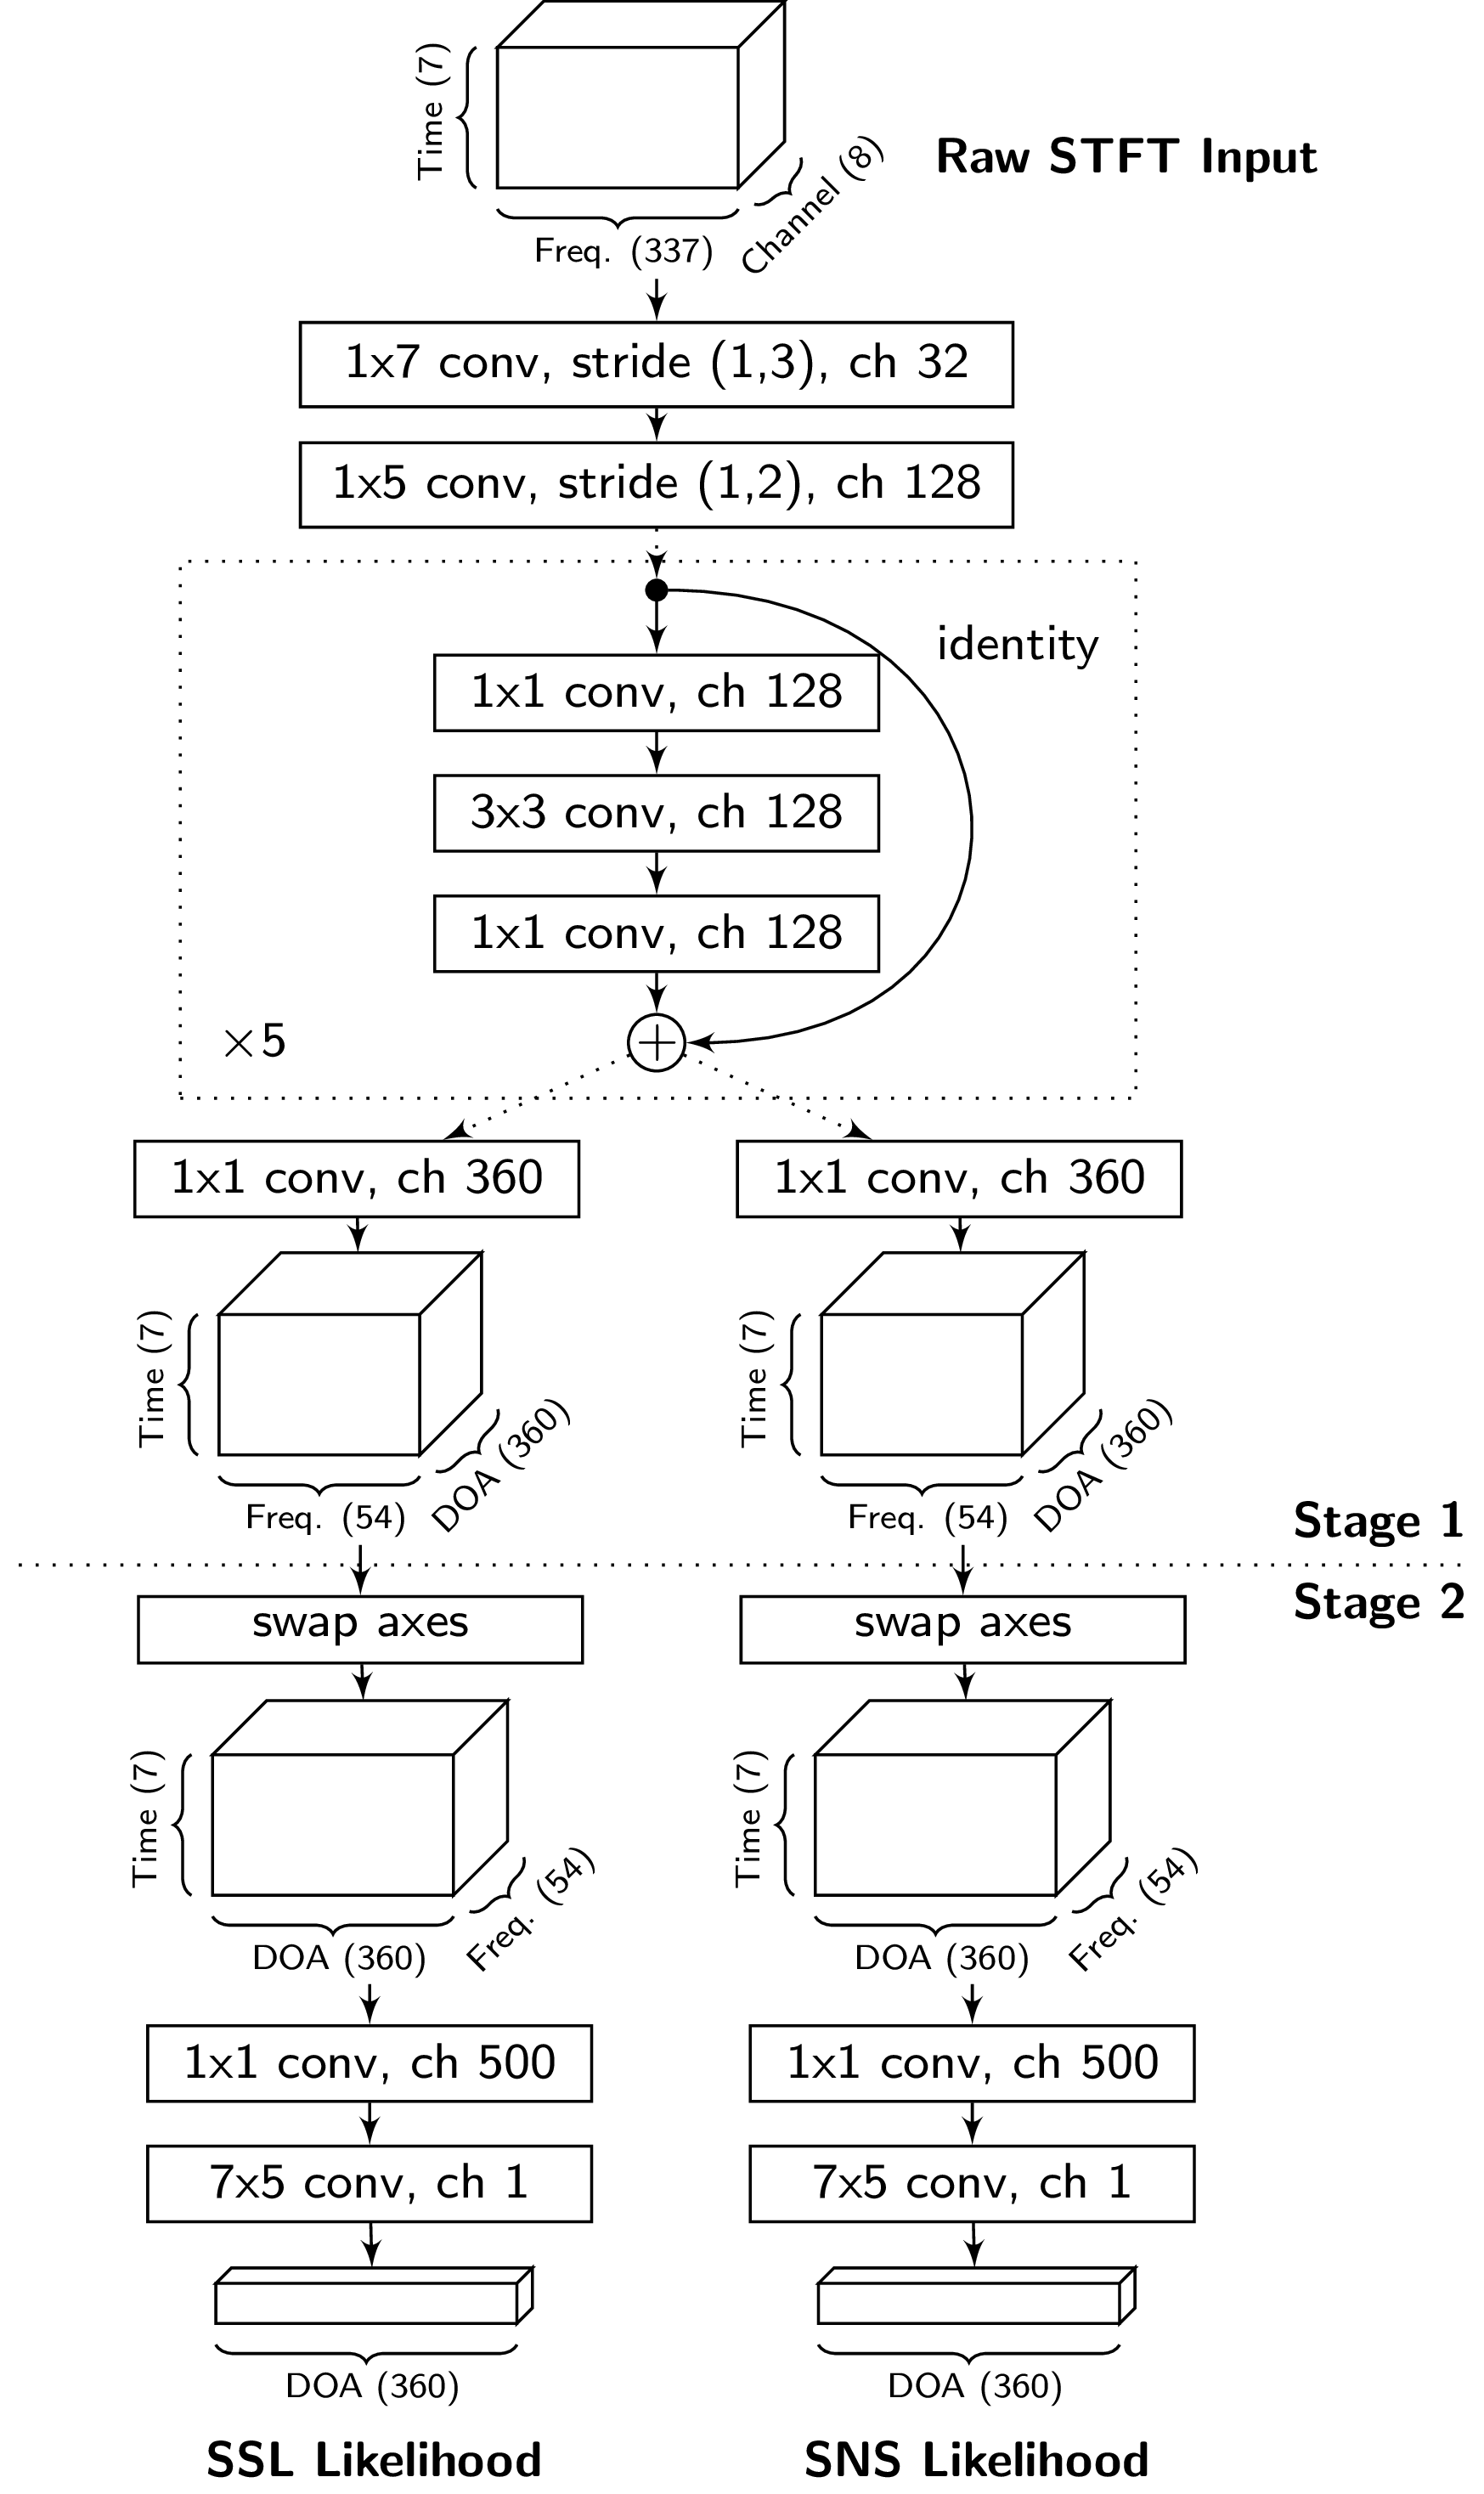 Time (7)
Raw STFT Input
Channel (8)
Freq. (337)
1x7 conv, stride (1,3), ch 32
1x5 conv, stride (1,2), ch 128
identity
1x1 conv, ch 128
3x3 conv, ch 128
1x1 conv, ch 128
×5
1x1 conv, ch 360
1x1 conv, ch 360
Time (7)
Freq. (54)
DOA (360)
Time (7)
Freq. (54)
DOA (360)
Stage 1
Stage 2
swap axes
swap axes
Time (7)
DOA (360)
Freq. (54)
Time (7)
DOA (360)
Freq. (54)
1x1 conv, ch 500
1x1 conv, ch 500
7x5 conv, ch 1
7x5 conv, ch 1
DOA (360)
DOA (360)
SSL Likelihood
SNS Likelihood